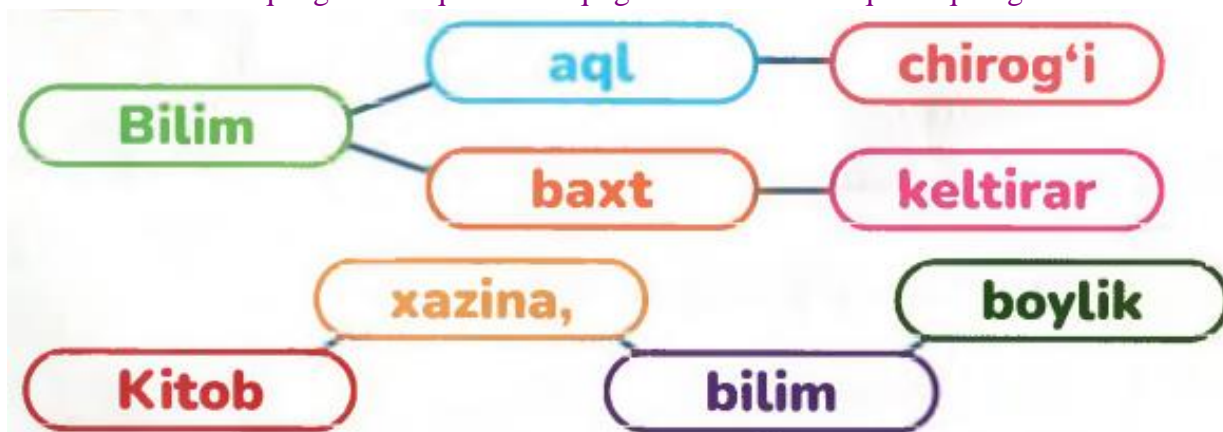 aql chirog‘i
Bilim
baxt keltirar
xazina, boylik
Kitob bilim